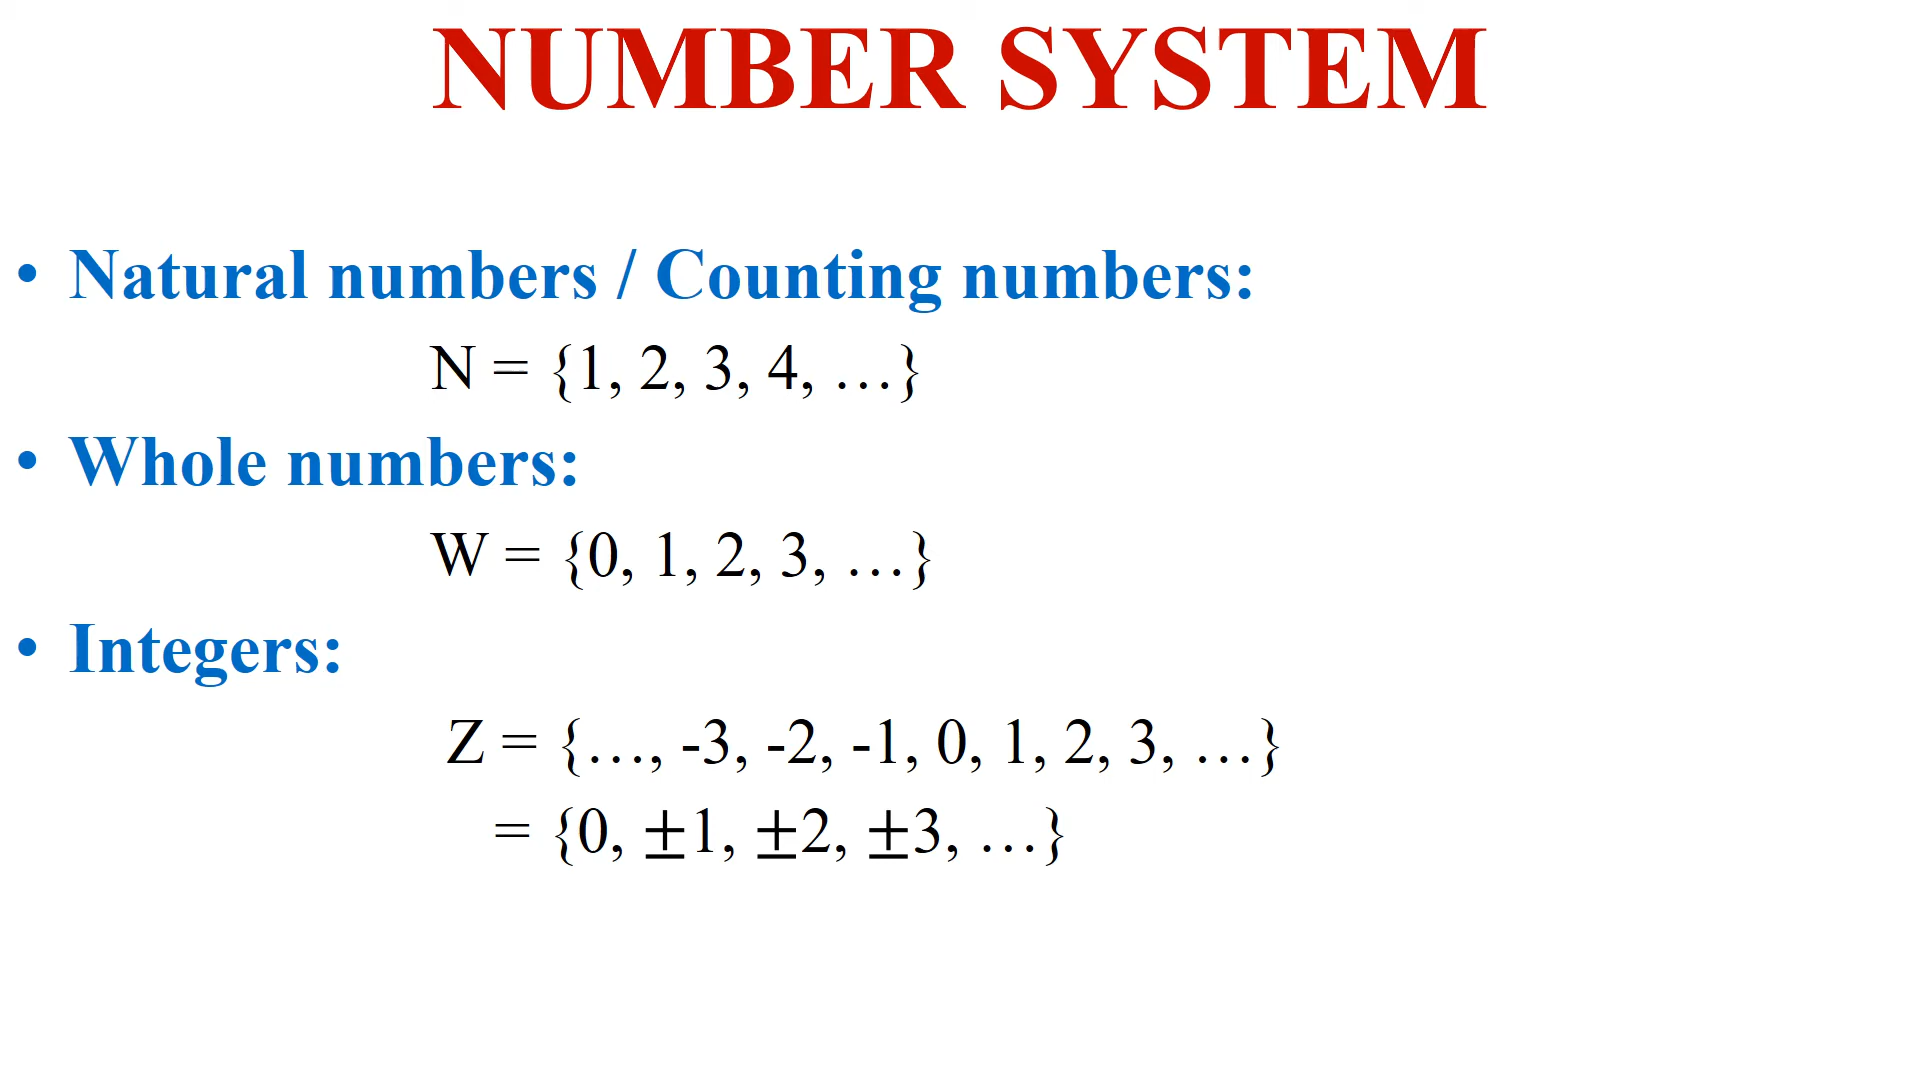 NUMBER SYSTEM
• Natural numbers / Counting numbers:
N = {1, 2, 3, 4, …}
• Whole numbers:
W = {0, 1, 2, 3, …}
• Integers:
Z = {…, -3, -2, -1, 0, 1, 2, 3, …}
= {0, ±1, ±2, ±3, …}